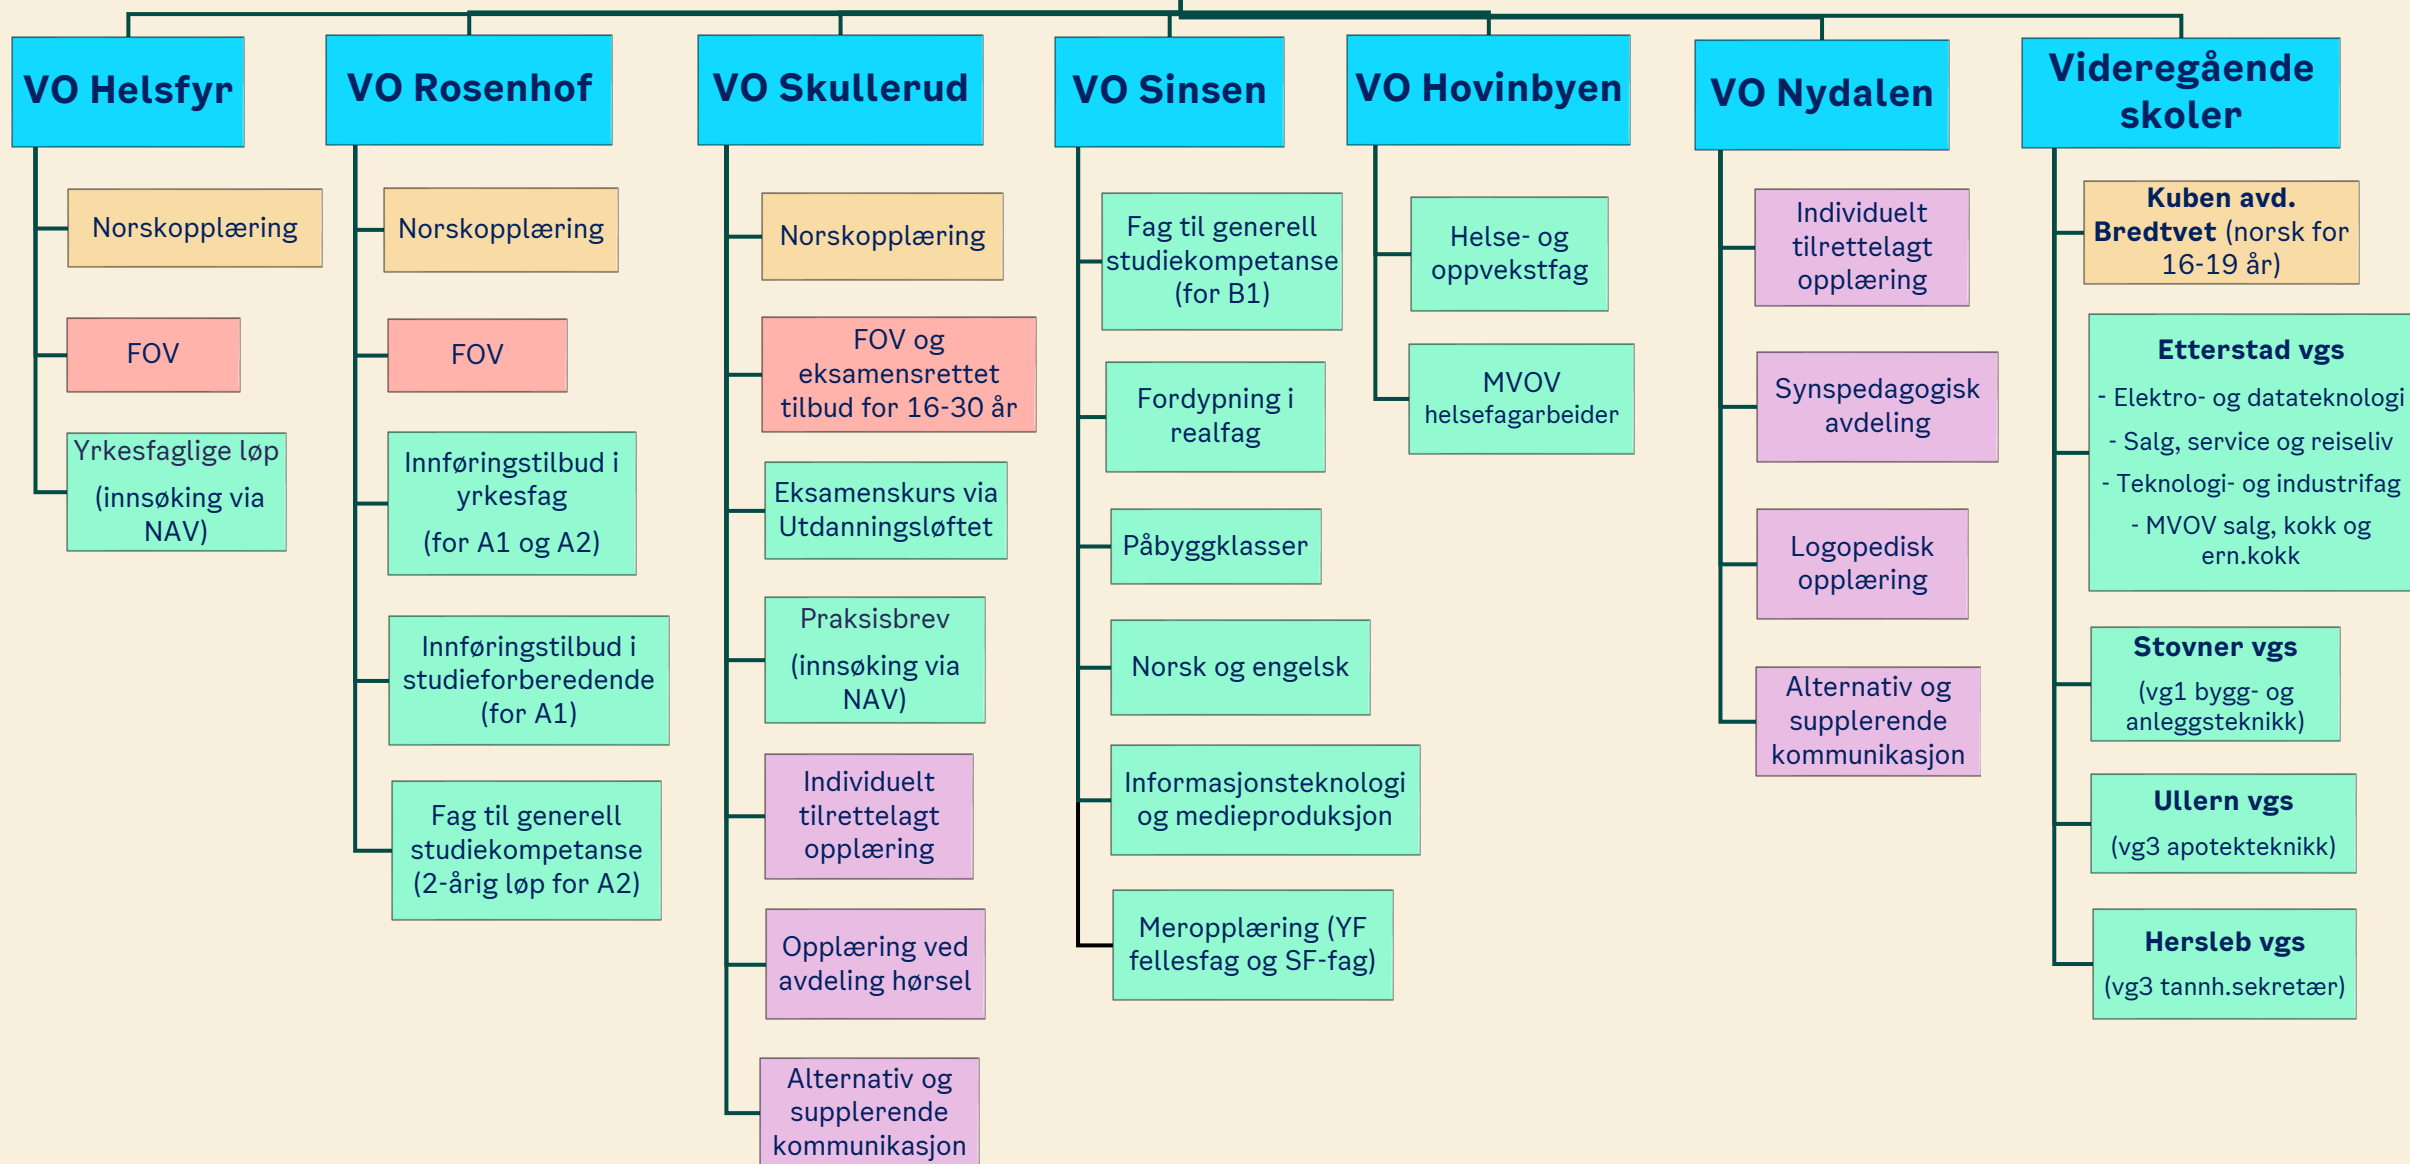 VO Helsfyr
Norskopplæring
FOV
Yrkesfaglige løp
(innsøking via
NAV)
VO Rosenhof
Norskopplæring
FOV
Innføringstilbud i
yrkesfag
(for A1 og A2)
Innføringstilbud i
studieforberedende
(for A1)
Fag til generell
studiekompetanse
(2-årig løp for A2)
VO Skullerud
Norskopplæring
FOV og
eksamensrettet
tilbud for 16-30 år
Eksamenskurs via
Utdanningsløftet
Praksisbrev
(innsøking via
NAV)
Individuelt
tilrettelagt
opplæring
Opplæring ved
avdeling hørsel
Alternativ og
supplerende
kommunikasjon
VO Sinsen
Fag til generell
studiekompetanse
(for B1)
Fordypning i
realfag
Påbyggklasser
Norsk og engelsk
Informasjonsteknologi
og medieproduksjon
Meropplæring (YF
fellesfag og SF-fag)
VO Hovinbyen
Helse- og
oppvekstfag
MVOV
helsefagarbeider
VO Nydalen
Individuelt
tilrettelagt
opplæring
Synspedagogisk
avdeling
Logopedisk
opplæring
Alternativ og
supplerende
kommunikasjon
Videregående
skoler
Kuben avd.
Bredtvet (norsk for
16-19 år)
Etterstad vgs
- Elektro- og datateknologi
- Salg, service og reiseliv
- Teknologi- og industrifag
- MVOV salg, kokk og
ern.kokk
Stovner vgs
(vg1 bygg- og
anleggsteknikk)
Ullern vgs
(vg3 apotekteknikk)
Hersleb vgs
(vg3 tannh.sekretær)